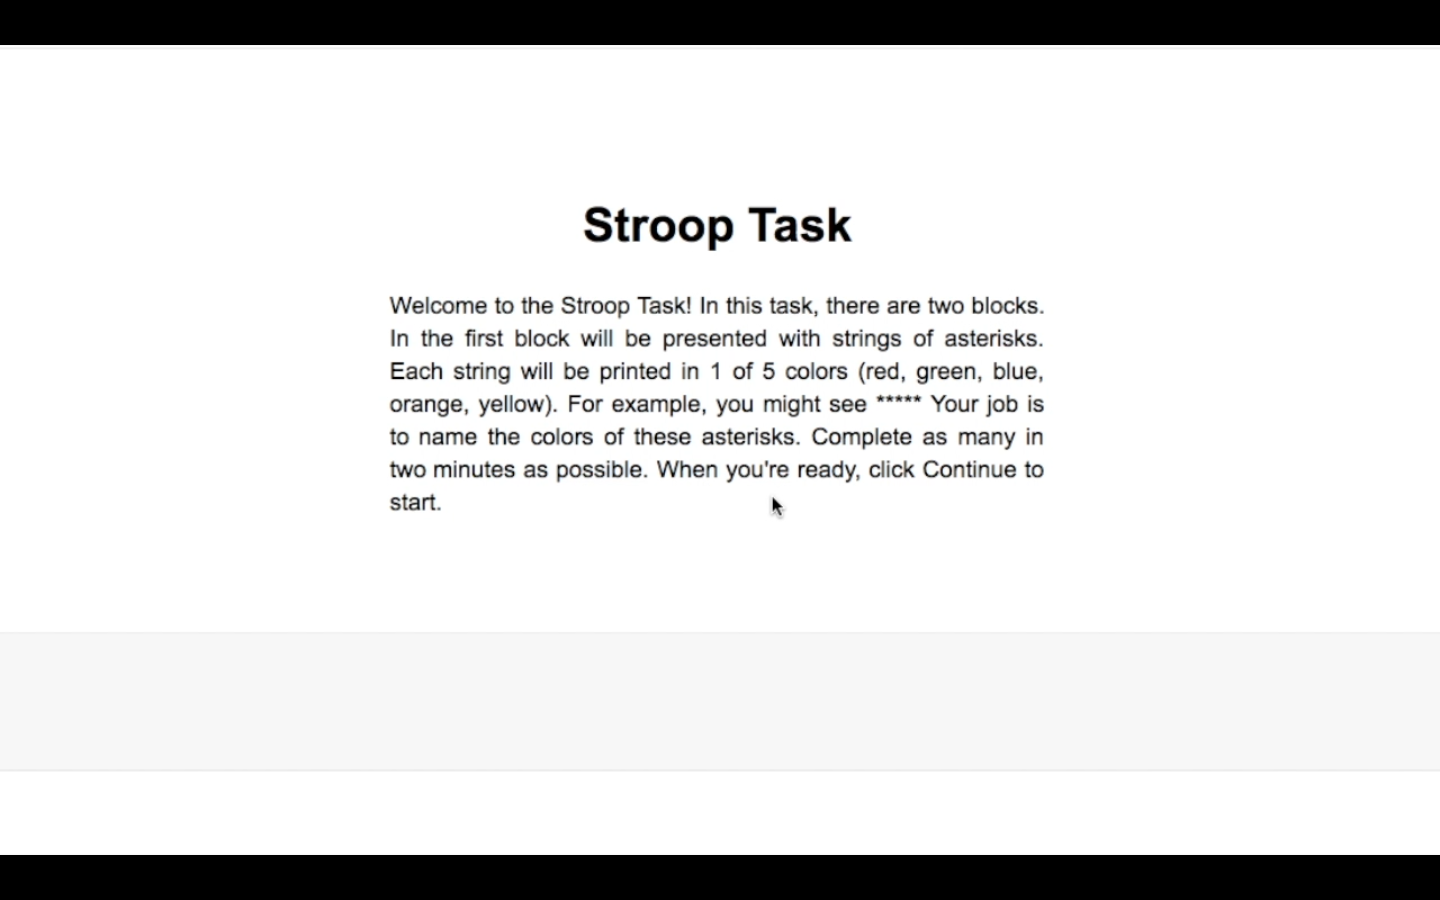 Stroop Task
Welcome to the Stroop Task! In this task, there are two blocks.
In the first block will be presented with strings of asterisks.
Each string will be printed in 1 of 5 colors (red, green, blue,
orange, yellow). For example, you might see ***** Your job is
to name the colors of these asterisks. Complete as many in
two minutes as possible. When you're ready, click Continue to
start.